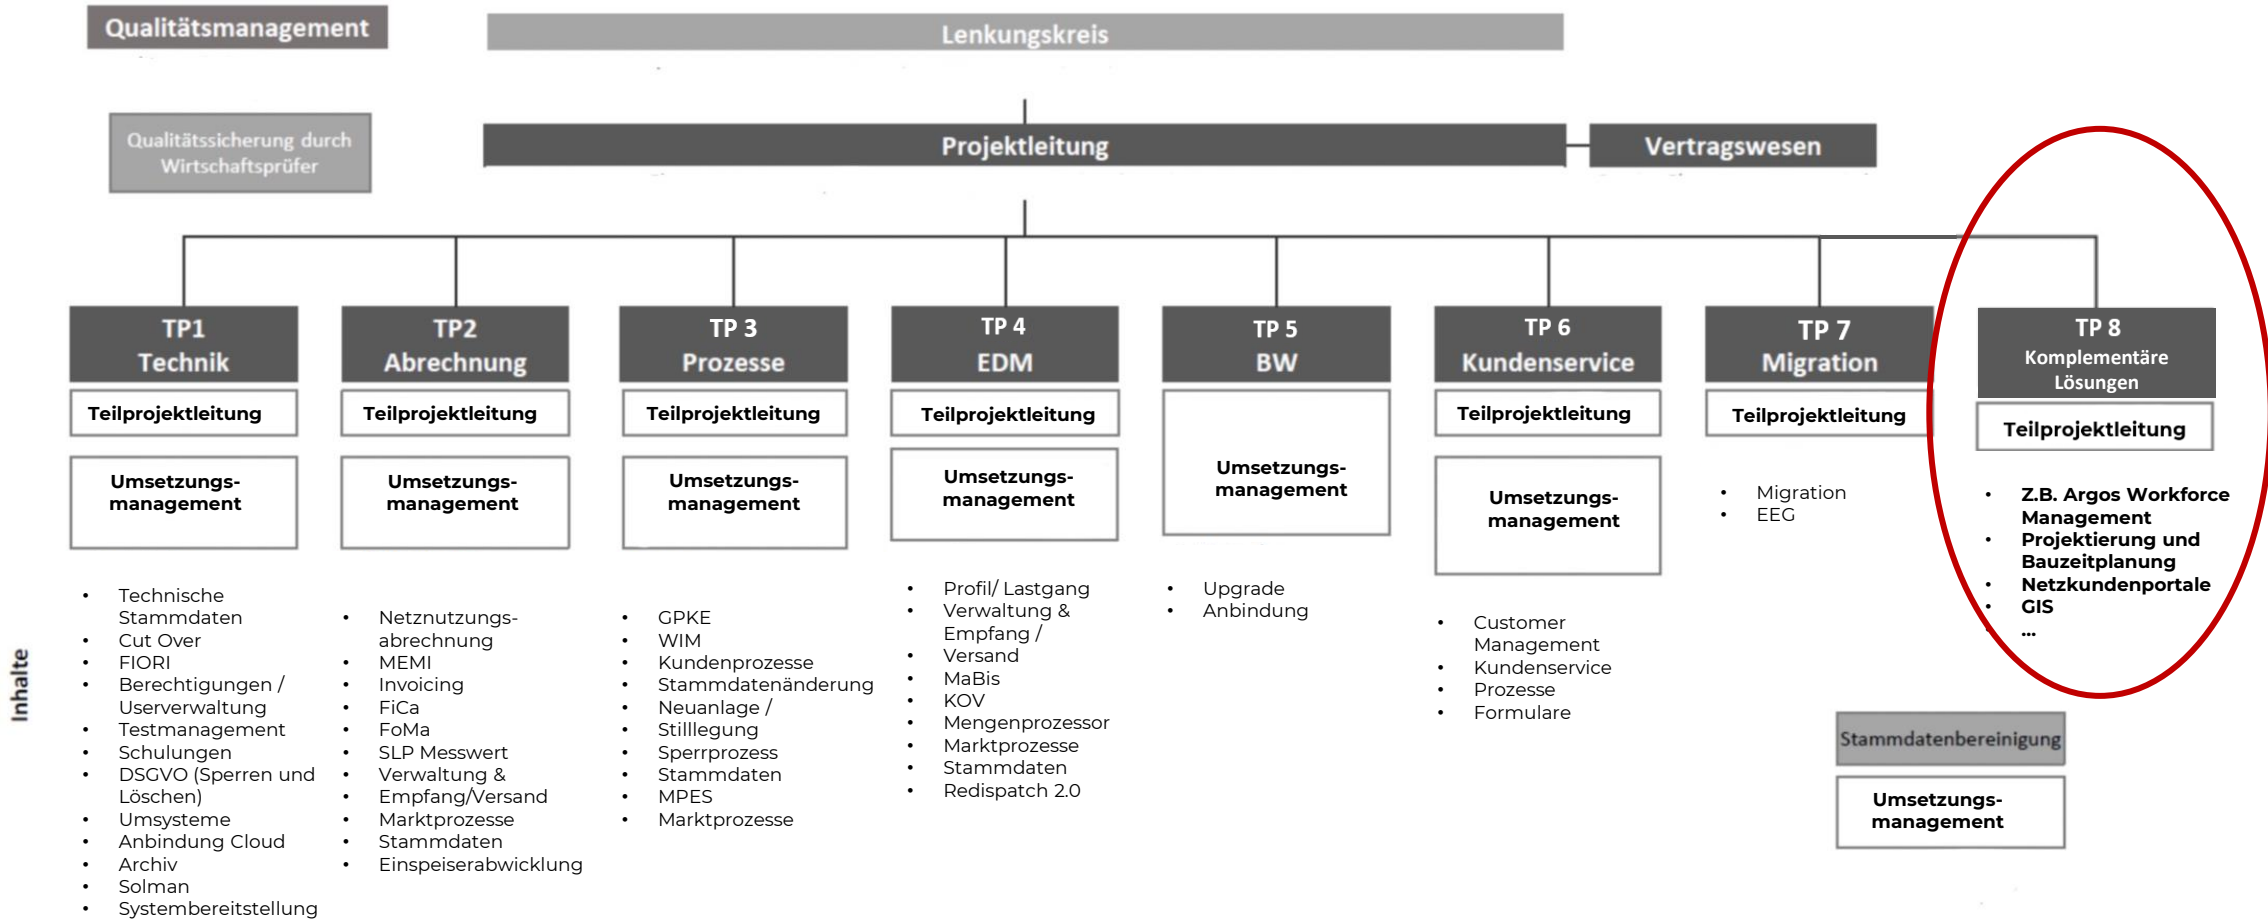 Qualitätsmanagement
Lenkungskreis
Qualitätssicherung durch
Wirtschaftsprüfer
Projektleitung
Vertragswesen
TP1
Technik
Teilprojektleitung
Umsetzungs-
management
• Technische
Stammdaten
• Cut Over
• FIORI
• Berechtigungen /
Userverwaltung
• Testmanagement
• Schulungen
• DSGVO (Sperren und
Löschen)
• Umsysteme
• Anbindung Cloud
• Archiv
• Solman
• Systembereitstellung
TP2
Abrechnung
Teilprojektleitung
Umsetzungs-
management
• Netznutzungs-
abrechnung
• MEMI
• Invoicing
• FiCa
• FoMa
• SLP Messwert
• Verwaltung &
• Empfang/Versand
• Marktprozesse
• Stammdaten
• Einspeiserabwicklung
TP 3
Prozesse
Teilprojektleitung
Umsetzungs-
management
• GPKE
• WIM
• Kundenprozesse
• Stammdatenänderung
• Neuanlage /
• Stilllegung
• Sperrprozess
• Stammdaten
• MPES
• Marktprozesse
TP 4
EDM
Teilprojektleitung
Umsetzungs-
management
• Profil/ Lastgang
• Verwaltung &
Empfang /
• Versand
• MaBis
• KOV
• Mengenprozessor
• Marktprozesse
• Stammdaten
• Redispatch 2.0
TP 5
BW
Umsetzungs-
management
• Upgrade
• Anbindung
TP 6
Kundenservice
Teilprojektleitung
Umsetzungs-
management
• Customer
Management
• Kundenservice
• Prozesse
• Formulare
TP 7
Migration
Teilprojektleitung
• Migration
• EEG
TP 8
Komplementäre
Lösungen
Teilprojektleitung
• Z.B. Argos Workforce
Management
• Projektierung und
Bauzeitplanung
• Netzkundenportale
• GIS
• ...
Stammdatenbereinigung
Umsetzungs-
management
Inhalte